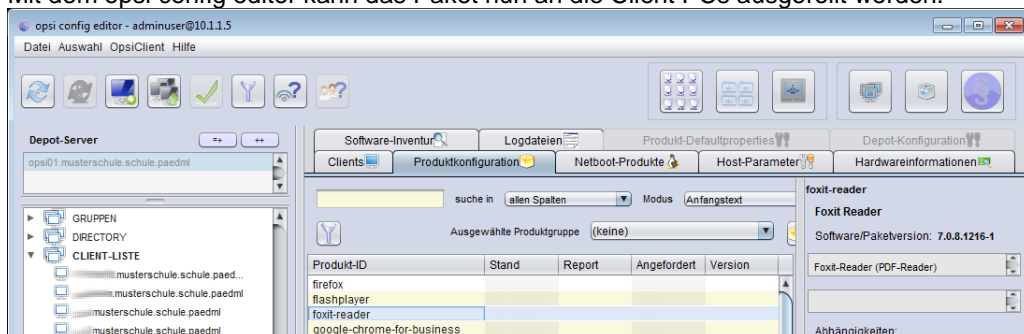 Mit dem opsi config editor kann das Paket nun an die Client-PCs ausgerollt werden.
opsi config editor - adminuser@10.1.1.5
Datei Auswahl OpsiClient Hilfe
Depot-Server
=+ ++
opsi01.musterschule.schule.paedml
GRUPPEN
DIRECTORY
CLIENT-LISTE
.musterschule.schule.paed...
.musterschule.schule.paedml
musterschule.schule.paedml
musterschule.schule.paedml
Software-Inventur Logdateien Produkt-Defaultproperties Depot-Konfiguration
Clients Produktkonfiguration Netboot-Produkte Host-Parameter Hardwareinformationen
suche in allen Spalten Modus Anfangstext
Ausgewählte Produktgruppe (keine)
Produkt-ID Stand Report Angefordert Version
firefox
flashplayer
foxit-reader
google-chrome-for-business
foxit-reader
Foxit Reader
Software/Paketversion: 7.0.8.1216-1
Foxit-Reader (PDF-Reader)
Abhängigkeiten: